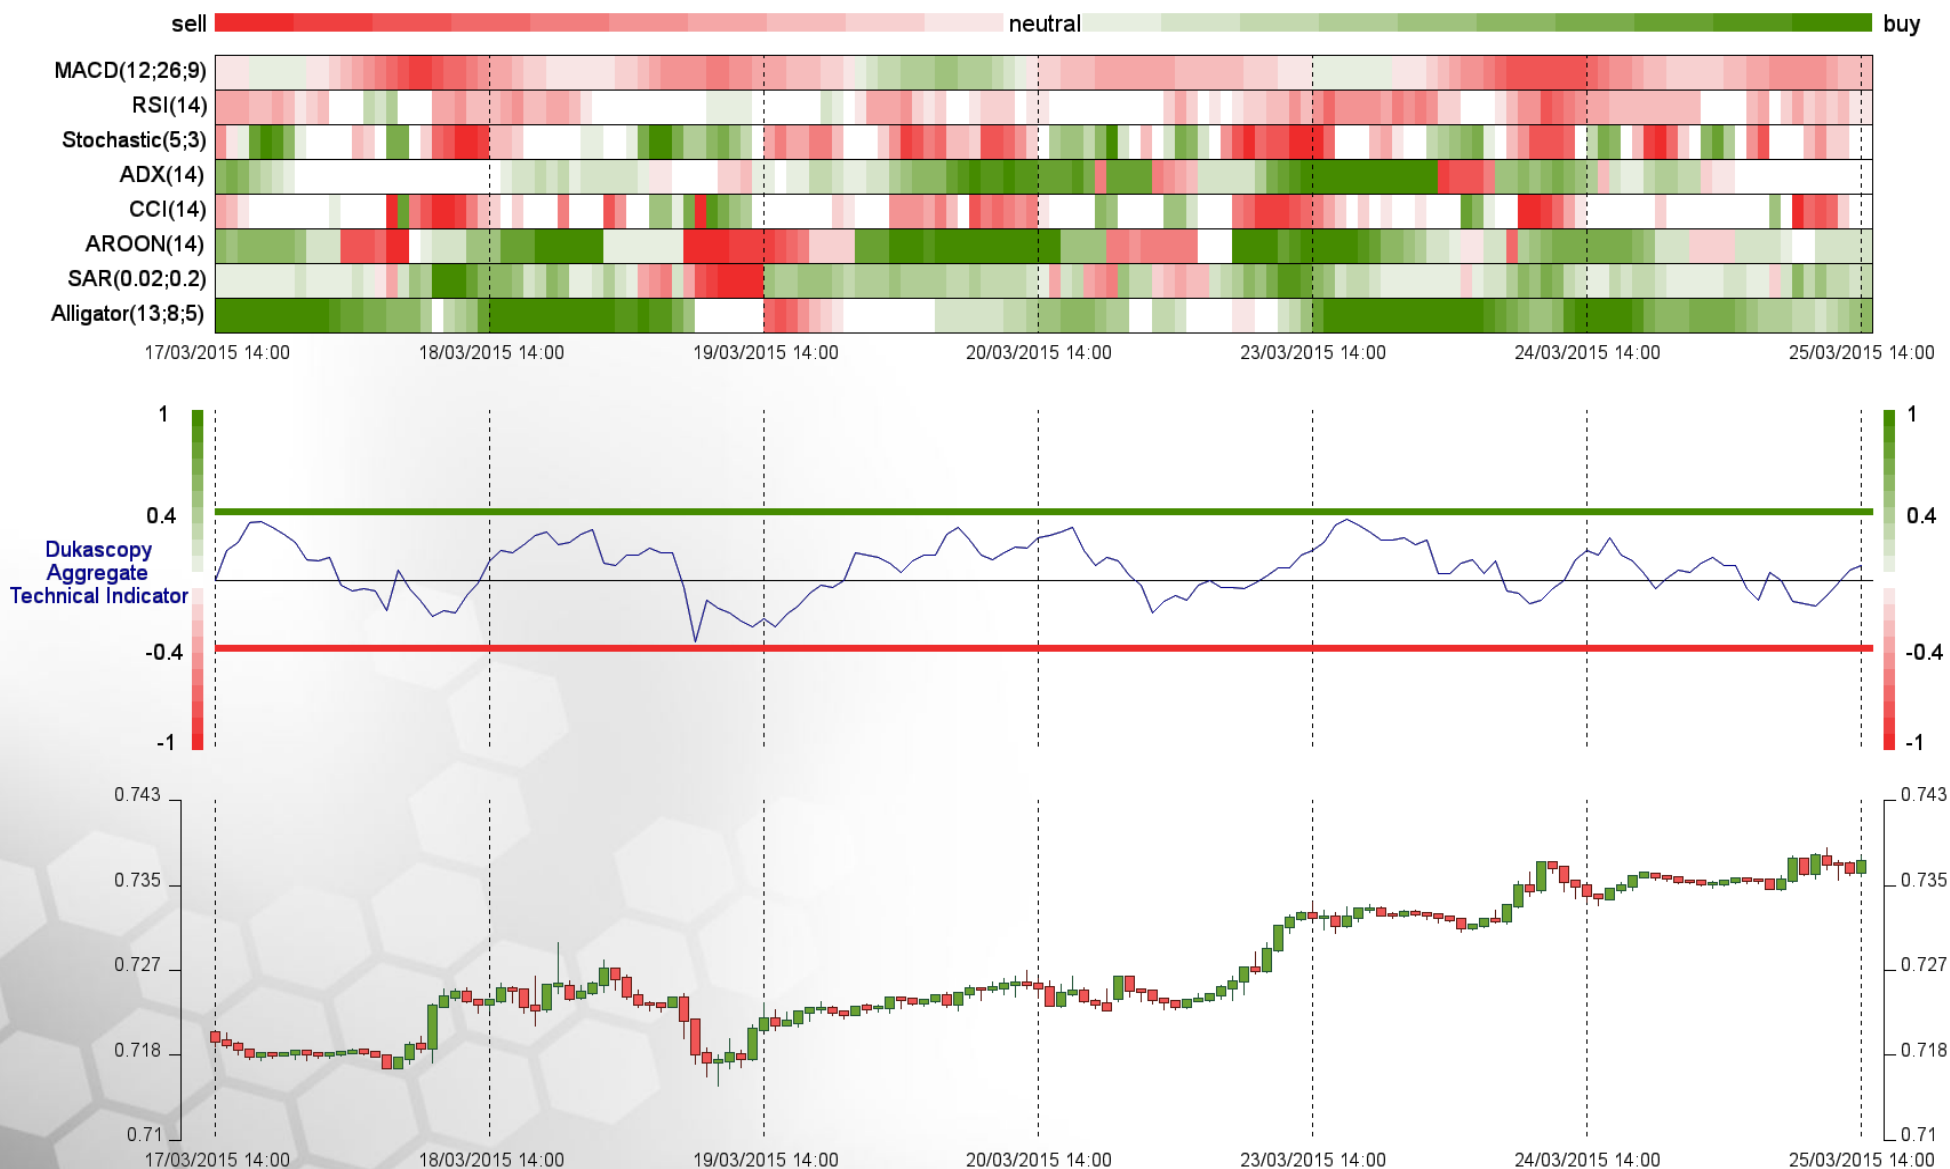 sell neutral buy
MACD(12;26;9)
RSI(14)
Stochastic(5;3)
ADX(14)
CCI(14)
AROON(14)
SAR(0.02;0.2)
Alligator(13;8;5)
17/03/2015 14:00 18/03/2015 14:00 19/03/2015 14:00 20/03/2015 14:00 23/03/2015 14:00 24/03/2015 14:00 25/03/2015 14:00
1 1
0.4 0.4
Dukascopy
Aggregate
Technical Indicator
-0.4 -0.4
-1 -1
0.743 0.743
0.735 0.735
0.727 0.727
0.718 0.718
0.71 0.71
17/03/2015 14:00 18/03/2015 14:00 19/03/2015 14:00 20/03/2015 14:00 23/03/2015 14:00 24/03/2015 14:00 25/03/2015 14:00